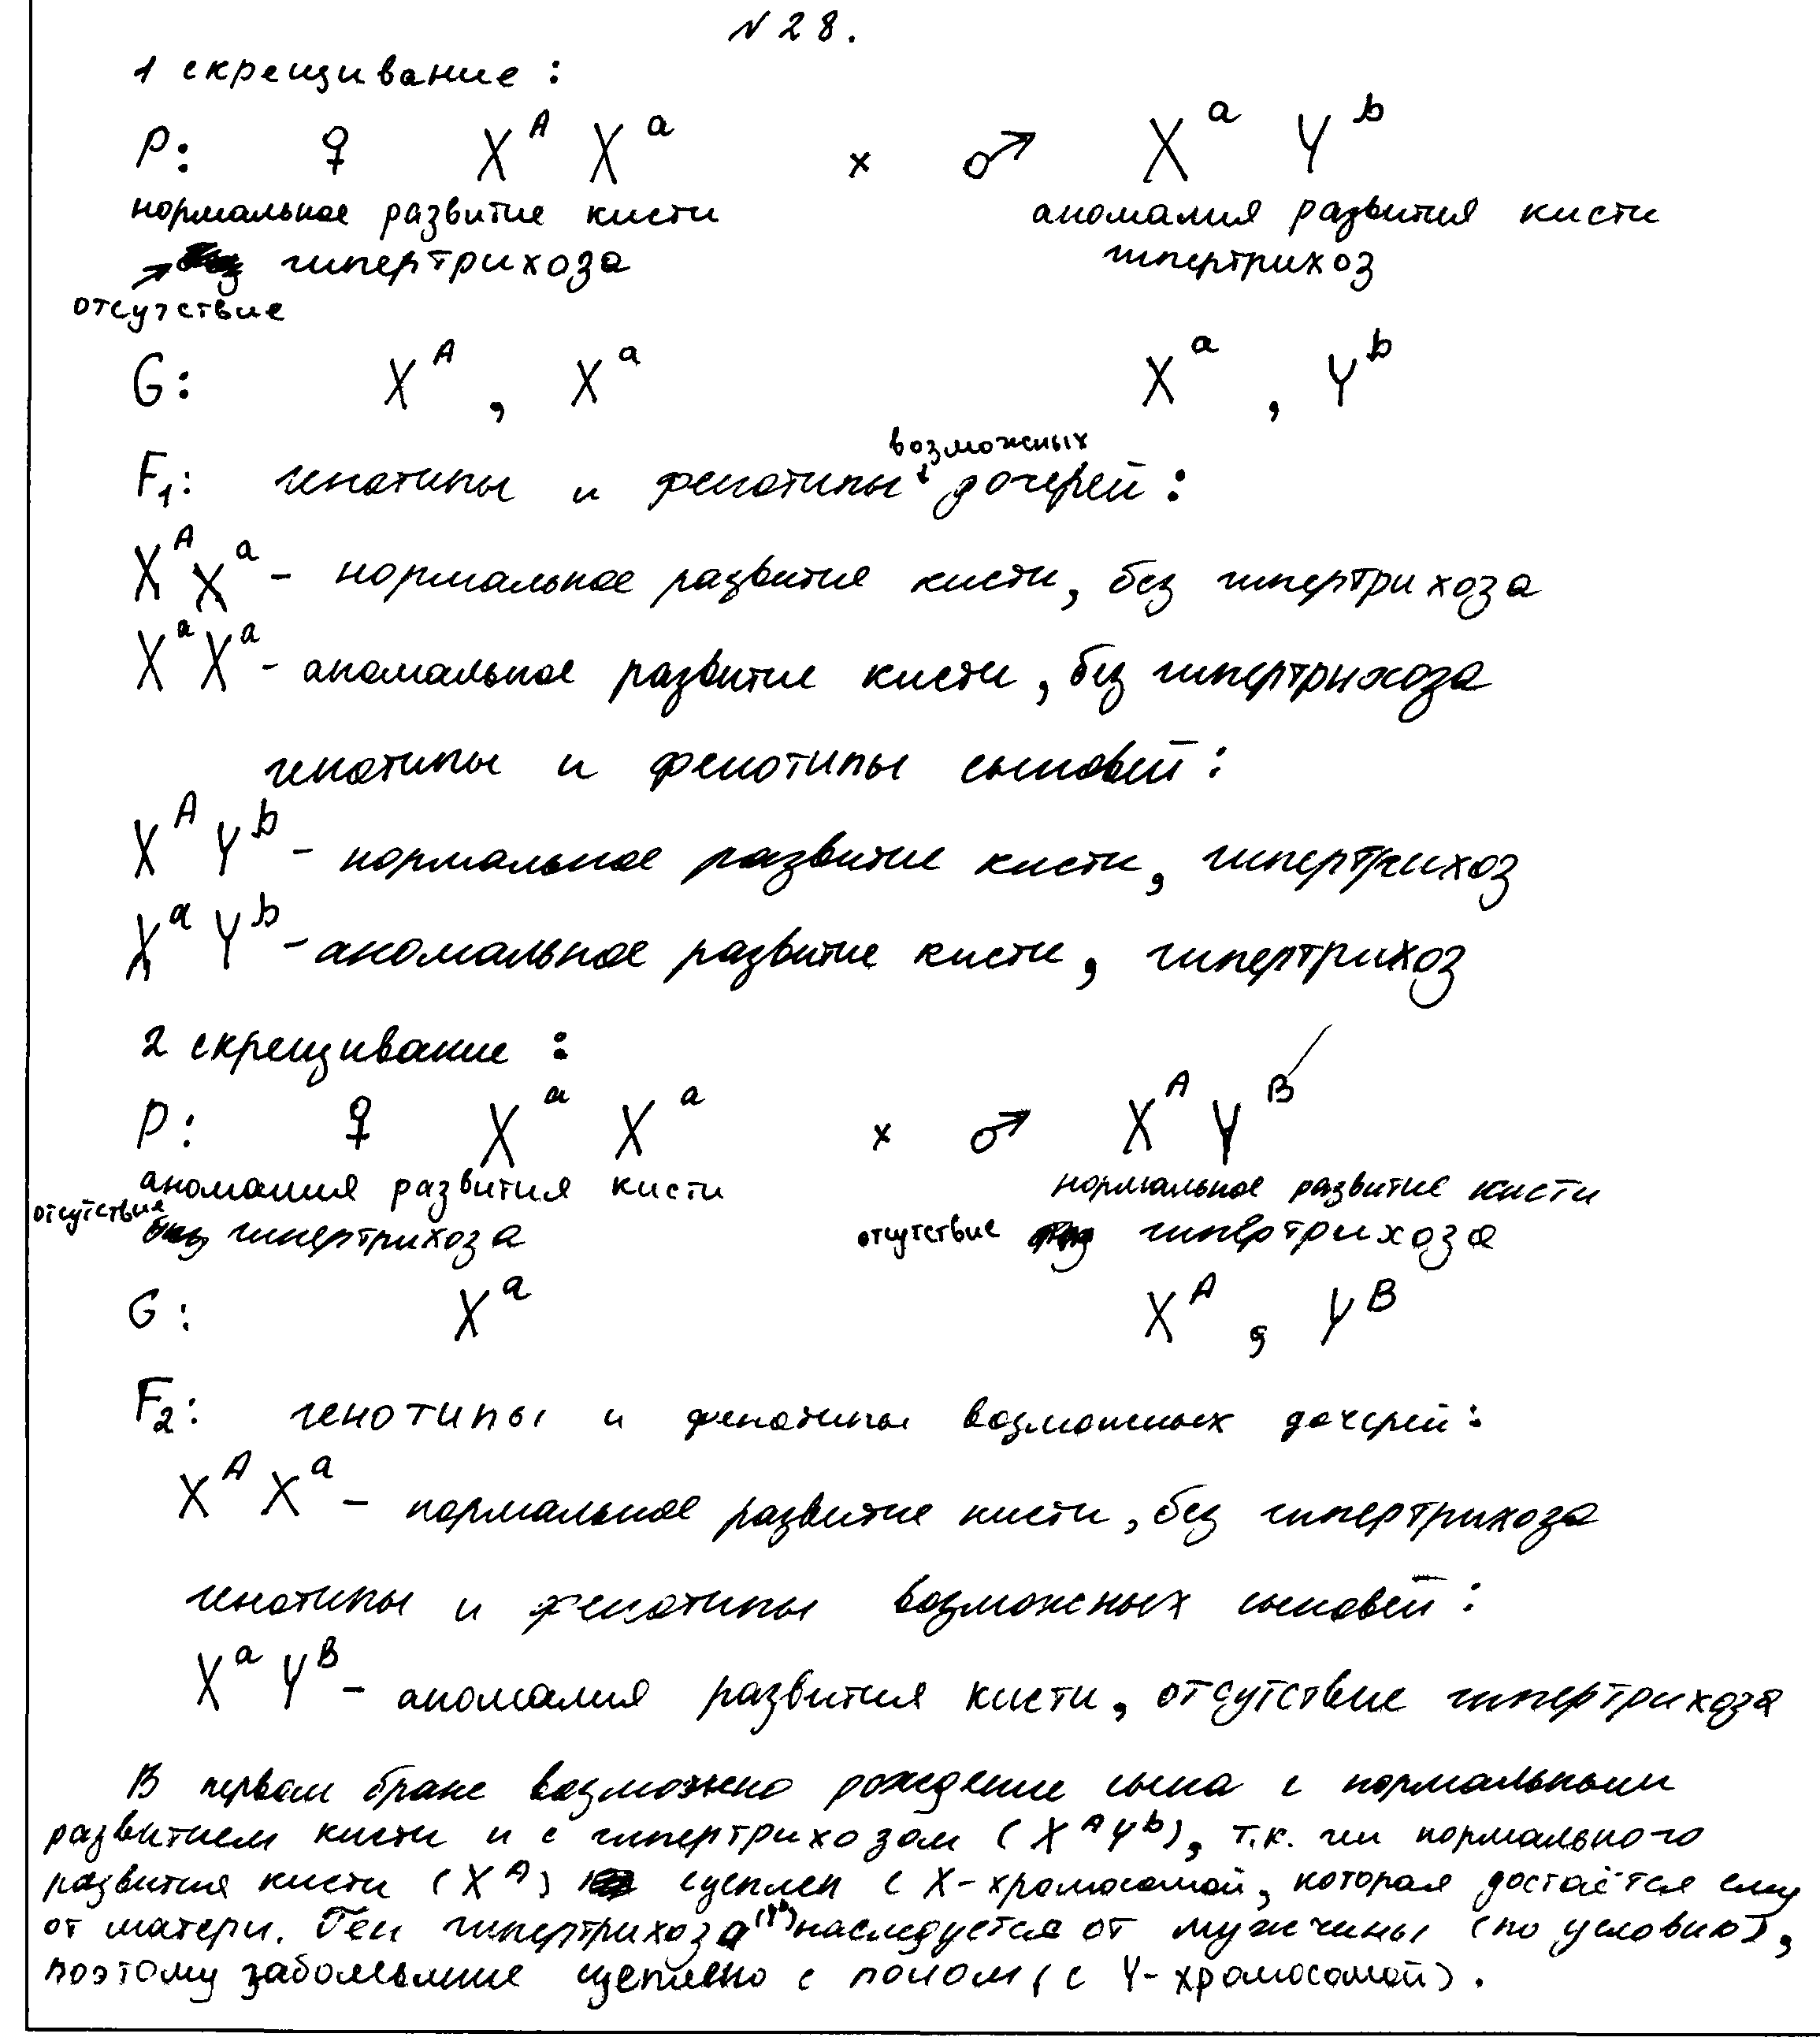 N 28.
1 скрещивание :
P: ♀ X^A X^a × ♂ X^a Y^b
нормальное развитие кисти аномалия развития кисти
→ гипертрихоза гипертрихоз
отсутствие
G: X^A , X^a X^a , Y^b
возможных
F₁: генотипы и фенотипы ↓ дочерей :
X^A X^a - нормальное развитие кисти, без гипертрихоза
X^a X^a - аномальное развитие кисти, без гипертрихоза
генотипы и фенотипы сыновей :
X^A Y^b - нормальное развитие кисти, гипертрихоз
X^a Y^b - аномальное развитие кисти, гипертрихоз
2 скрещивание :
P: ♀ X^a X^a × ♂ X^A Y^B
аномалия развития кисти нормальное развитие кисти
отсутствие гипертрихоза отсутствие гипертрихоза
G: X^a X^A , Y^B
F₂: генотипы и фенотипы возможных дочерей:
X^A X^a - нормальное развитие кисти, без гипертрихоза
генотипы и фенотипы возможных сыновей :
X^a Y^B - аномалия развития кисти, отсутствие гипертрихоза
В первом браке возможно рождение сына с нормальным
развитием кисти и с гипертрихозом (X^A Y^b), т.к. ген нормального
развития кисти (X^A) сцеплен с X-хромосомой, которая достаётся ему
от матери. Ген гипертрихоза (Y^b) наследуется от мужчины (по условию),
поэтому заболевание сцеплено с полом (с Y-хромосомой).